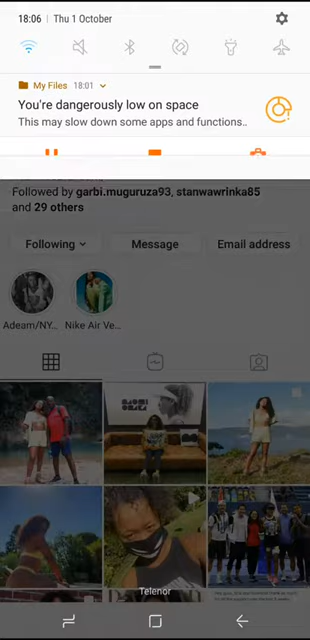 18:06 | Thu 1 October
My Files 18:01
You're dangerously low on space
This may slow down some apps and functions..
Followed by garbi.muguruza93, stanwawrinka85
and 29 others
Following
Message
Email address
Adeam/NY...
Nike Air Ve...
NAOMI
OSAKA
Telenor